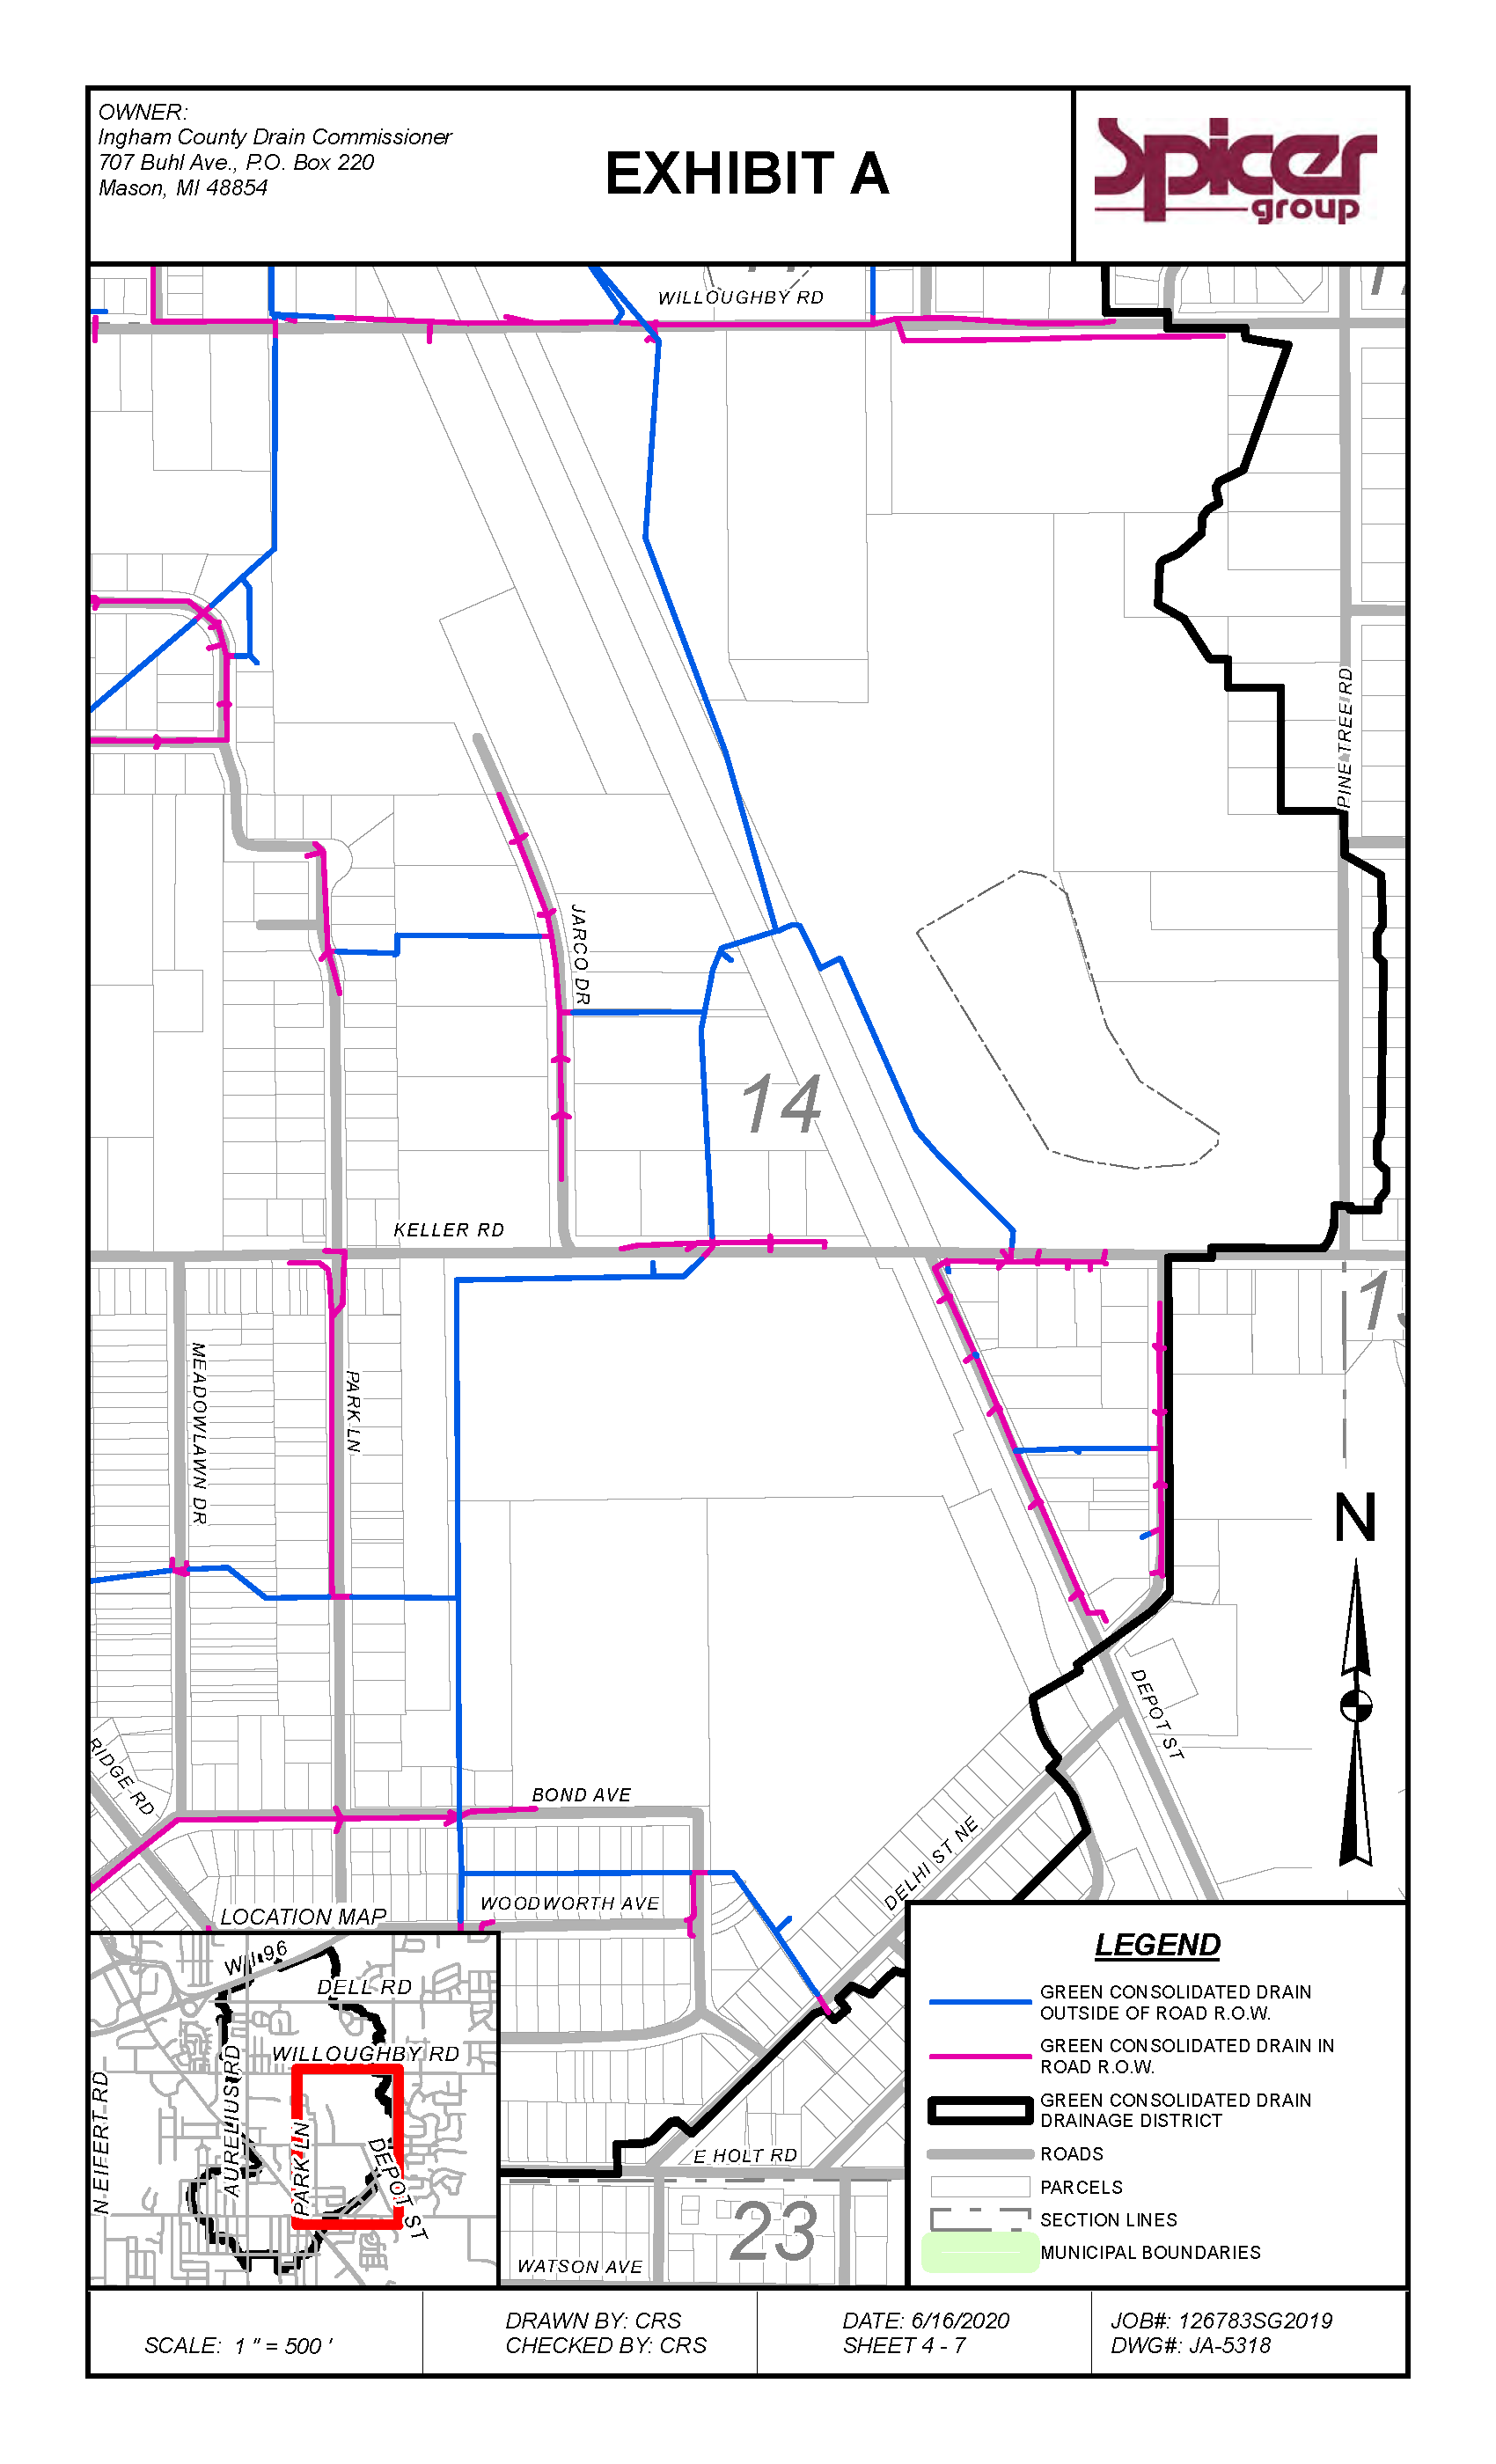 OWNER:
Ingham County Drain Commissioner
707 Buhl Ave., P.O. Box 220
Mason, MI 48854
EXHIBIT A
Spicer
group
WILLOUGHBY RD
PINE TREE RD
JARCO DR
14
KELLER RD
MEADOWLAWN DR
PARK LN
N
DEPOT ST
RIDGE RD
BOND AVE
DELHI ST NE
WOODWORTH AVE
LOCATION MAP
96
DELL RD
WILLOUGHBY RD
N EIFERT RD
AURELIUS RD
PARK LN
DEPOT ST
E HOLT RD
23
WATSON AVE
LEGEND
GREEN CONSOLIDATED DRAIN
OUTSIDE OF ROAD R.O.W.
GREEN CONSOLIDATED DRAIN IN
ROAD R.O.W.
GREEN CONSOLIDATED DRAIN
DRAINAGE DISTRICT
ROADS
PARCELS
SECTION LINES
MUNICIPAL BOUNDARIES
SCALE: 1 " = 500 '
DRAWN BY: CRS
CHECKED BY: CRS
DATE: 6/16/2020
SHEET 4 - 7
JOB#: 126783SG2019
DWG#: JA-5318